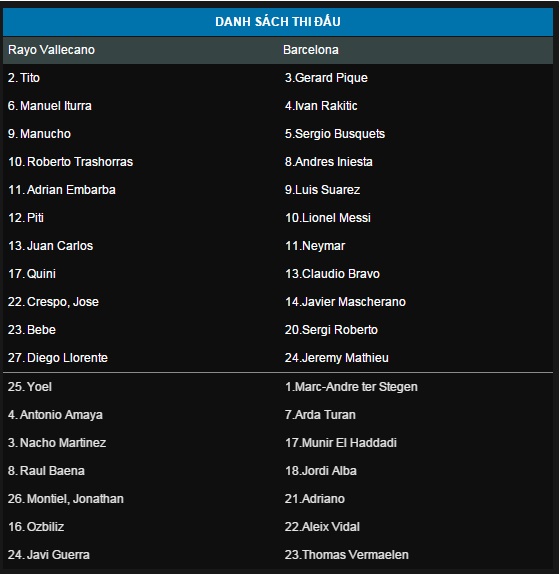 DANH SÁCH THI ĐẤU
Rayo Vallecano Barcelona
2. Tito 3.Gerard Pique
6. Manuel Iturra 4.Ivan Rakitic
9. Manucho 5.Sergio Busquets
10. Roberto Trashorras 8.Andres Iniesta
11. Adrian Embarba 9.Luis Suarez
12. Piti 10.Lionel Messi
13. Juan Carlos 11.Neymar
17. Quini 13.Claudio Bravo
22. Crespo, Jose 14.Javier Mascherano
23. Bebe 20.Sergi Roberto
27. Diego Llorente 24.Jeremy Mathieu
25. Yoel 1.Marc-Andre ter Stegen
4. Antonio Amaya 7.Arda Turan
3. Nacho Martinez 17.Munir El Haddadi
8. Raul Baena 18.Jordi Alba
26. Montiel, Jonathan 21.Adriano
16. Ozbiliz 22.Aleix Vidal
24. Javi Guerra 23.Thomas Vermaelen